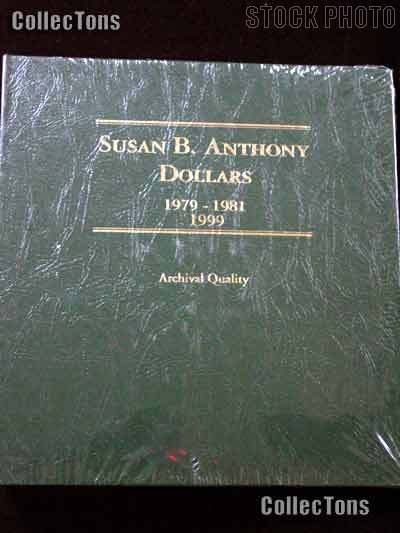 CollecTons
STOCK PHOTO
SUSAN B. ANTHONY
DOLLARS
1979 - 1981
1999
Archival Quality
CollecTons